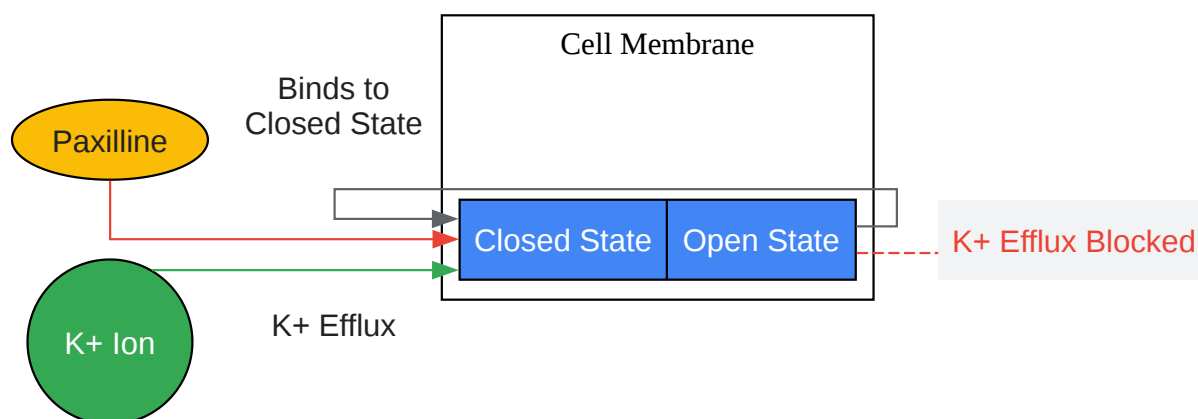 Cell Membrane
Binds to
Closed State
Paxilline
Closed State
Open State
K+ Efflux Blocked
K+ Efflux
K+ Ion